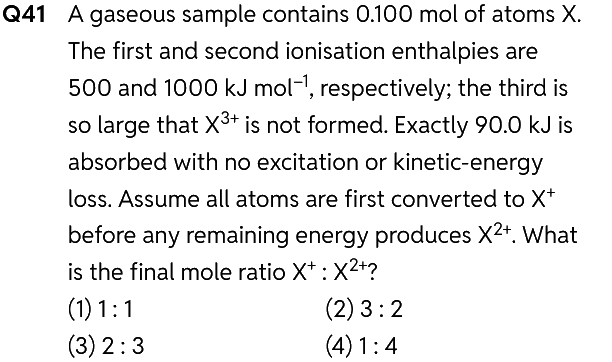 Q41 A gaseous sample contains 0.100 mol of atoms X.
The first and second ionisation enthalpies are
500 and 1000 kJ mol⁻¹, respectively; the third is
so large that X³⁺ is not formed. Exactly 90.0 kJ is
absorbed with no excitation or kinetic-energy
loss. Assume all atoms are first converted to X⁺
before any remaining energy produces X²⁺. What
is the final mole ratio X⁺ : X²⁺?
(1) 1 : 1 (2) 3 : 2
(3) 2 : 3 (4) 1 : 4